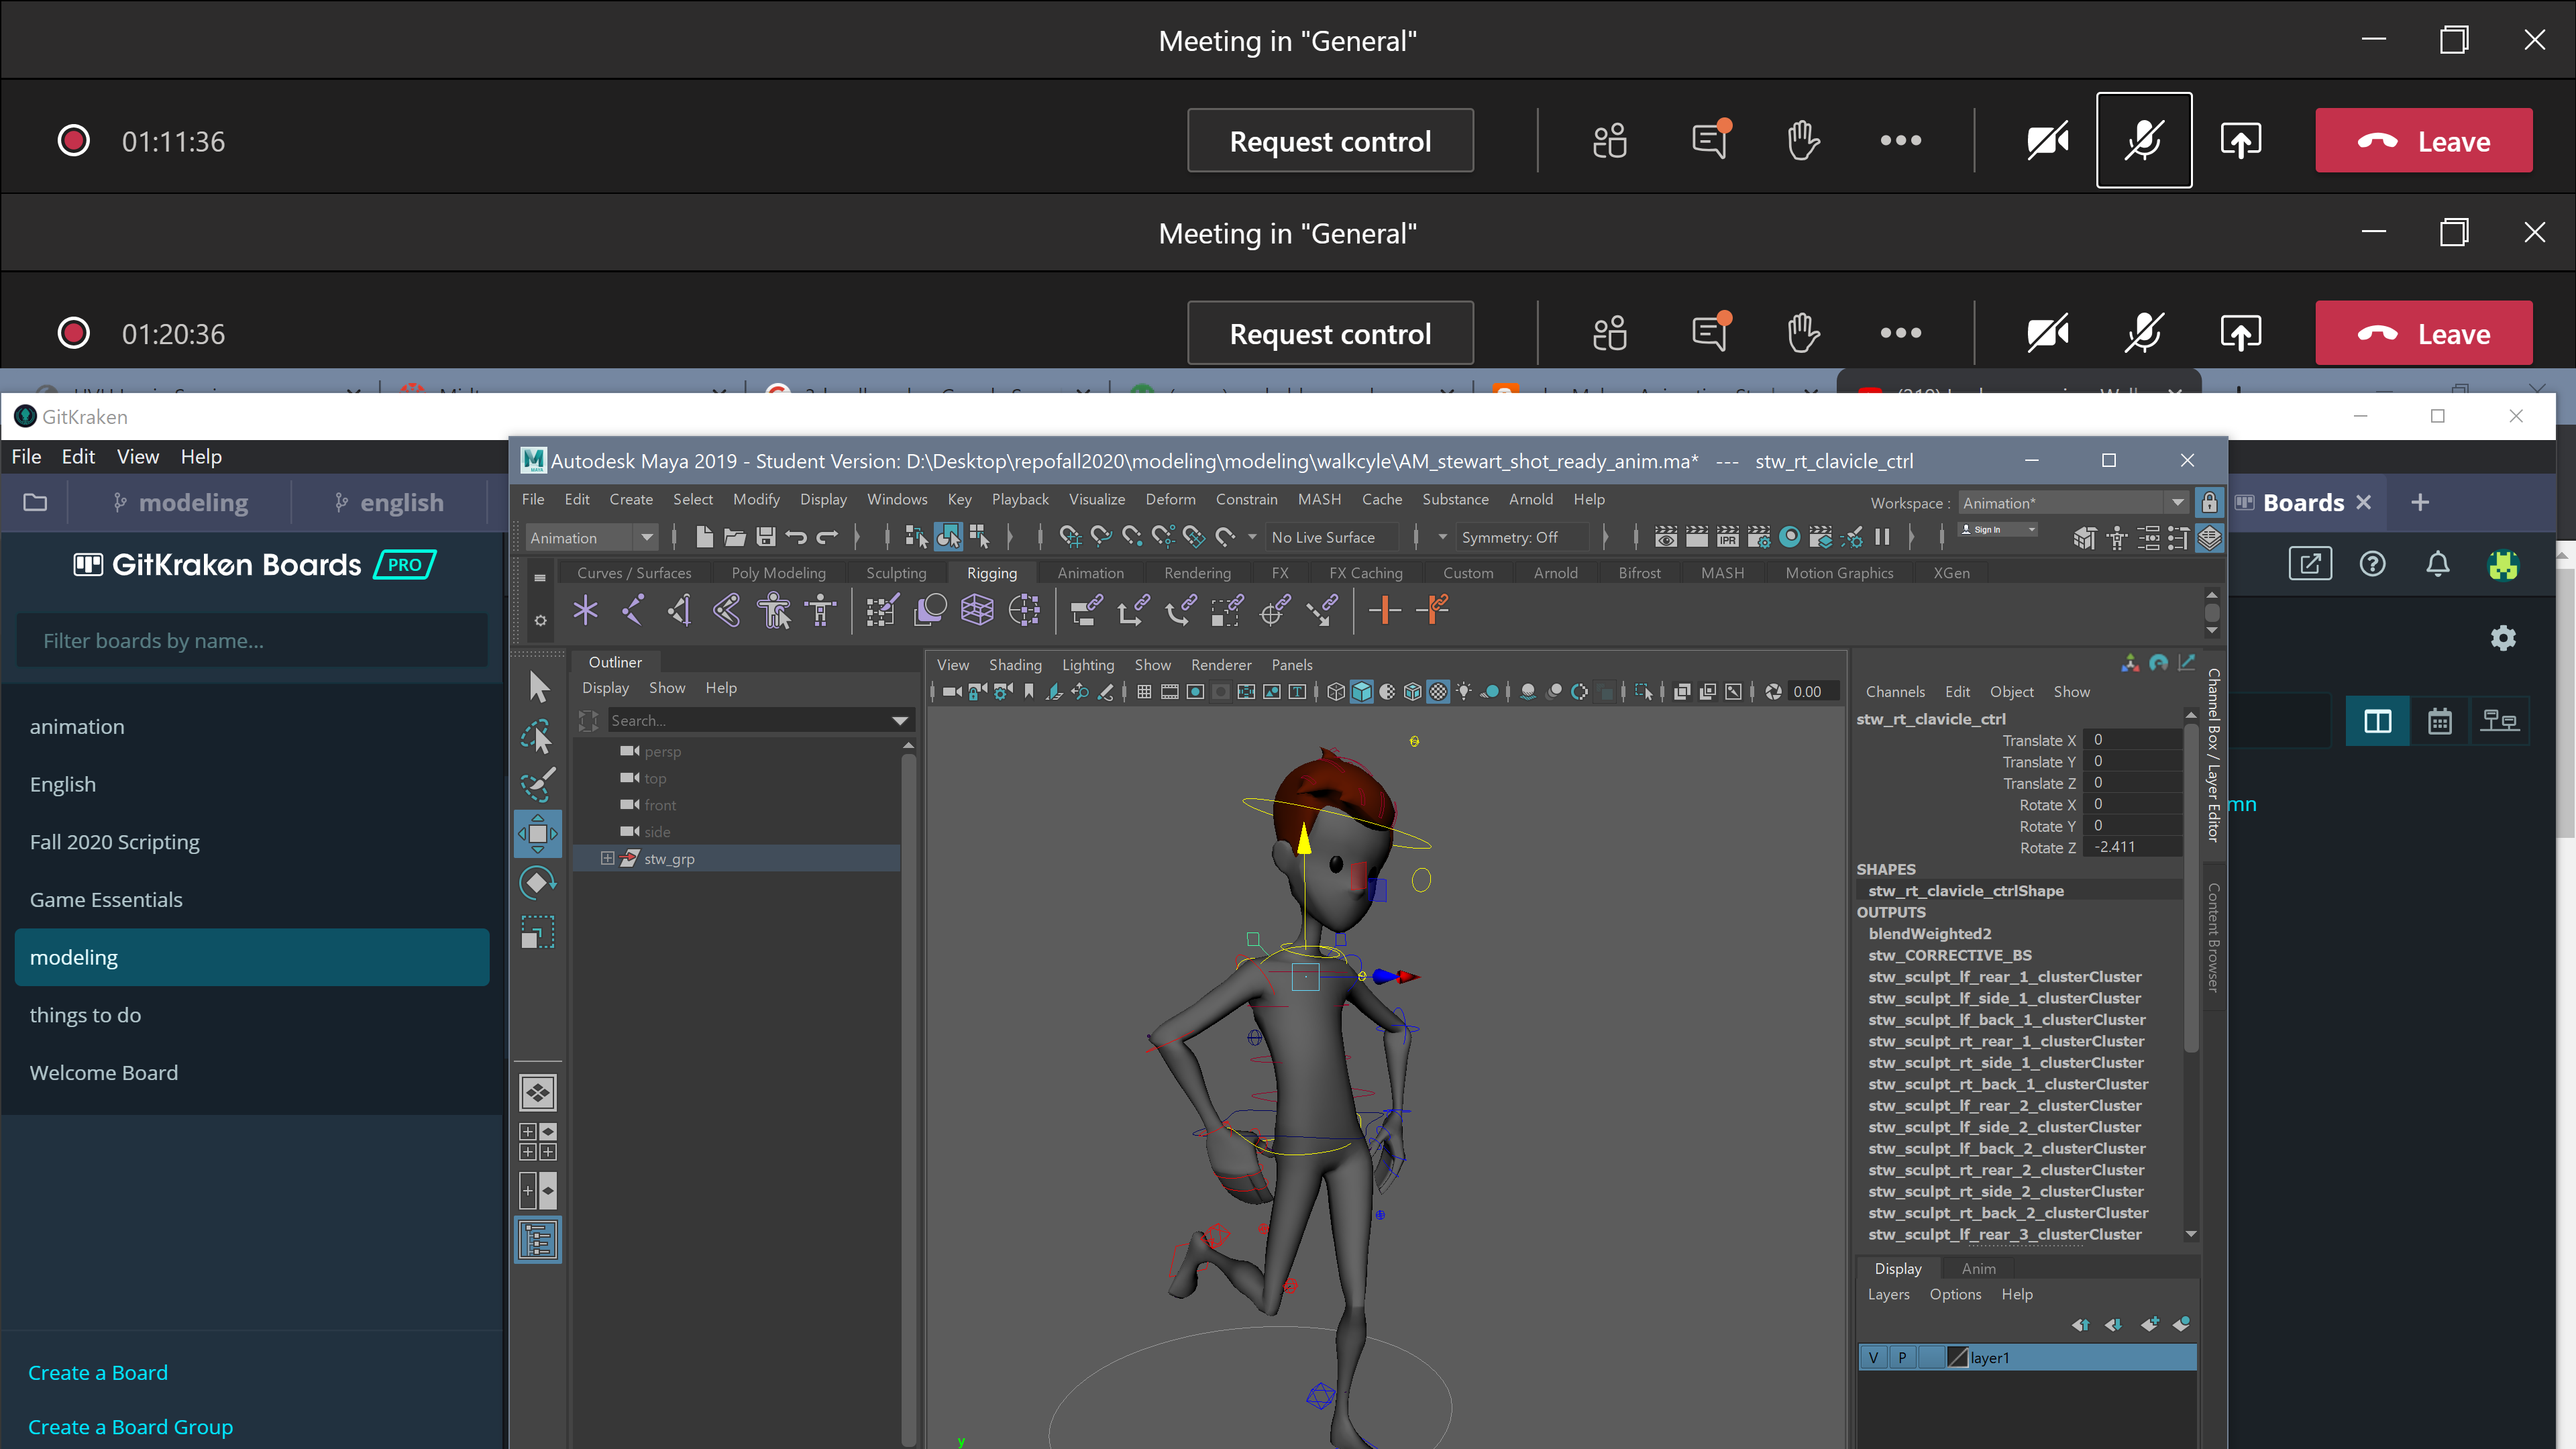 Meeting in "General"
01:11:36
Request control
Leave
Meeting in "General"
01:20:36
Request control
Leave
GitKraken
File Edit View Help
modeling
english
Boards
GitKraken Boards PRO
Filter boards by name...
animation
English
Fall 2020 Scripting
Game Essentials
modeling
things to do
Welcome Board
Create a Board
Create a Board Group
Autodesk Maya 2019 - Student Version: D:\Desktop\repofall2020\modeling\modeling\walkcyle\AM_stewart_shot_ready_anim.ma* --- stw_rt_clavicle_ctrl
File Edit Create Select Modify Display Windows Key Playback Visualize Deform Constrain MASH Cache Substance Arnold Help
Workspace : Animation*
Animation
No Live Surface
Symmetry: Off
IPR
Sign In
Curves / Surfaces Poly Modeling Sculpting Rigging Animation Rendering FX FX Caching Custom Arnold Bifrost MASH Motion Graphics XGen
Outliner
Display Show Help
Search...
persp
top
front
side
stw_grp
View Shading Lighting Show Renderer Panels
0.00
y
Channels Edit Object Show
stw_rt_clavicle_ctrl
Translate X 0
Translate Y 0
Translate Z 0
Rotate X 0
Rotate Y 0
Rotate Z -2.411
SHAPES
stw_rt_clavicle_ctrlShape
OUTPUTS
blendWeighted2
stw_CORRECTIVE_BS
stw_sculpt_lf_rear_1_clusterCluster
stw_sculpt_lf_side_1_clusterCluster
stw_sculpt_lf_back_1_clusterCluster
stw_sculpt_rt_rear_1_clusterCluster
stw_sculpt_rt_side_1_clusterCluster
stw_sculpt_rt_back_1_clusterCluster
stw_sculpt_lf_rear_2_clusterCluster
stw_sculpt_lf_side_2_clusterCluster
stw_sculpt_lf_back_2_clusterCluster
stw_sculpt_rt_rear_2_clusterCluster
stw_sculpt_rt_side_2_clusterCluster
stw_sculpt_rt_back_2_clusterCluster
stw_sculpt_lf_rear_3_clusterCluster
Display Anim
Layers Options Help
V P layer1
Channel Box / Layer Editor
Content Browser
mn